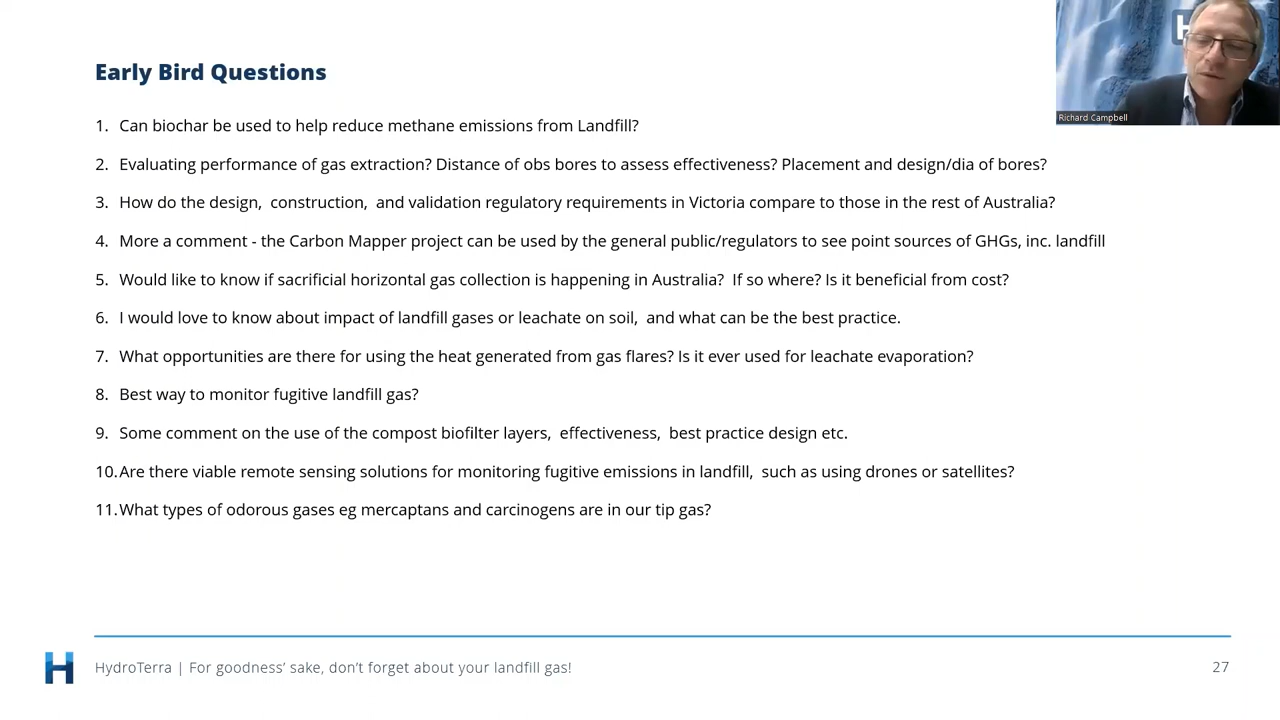 Early Bird Questions
Richard Campbell
1. Can biochar be used to help reduce methane emissions from Landfill?
2. Evaluating performance of gas extraction? Distance of obs bores to assess effectiveness? Placement and design/dia of bores?
3. How do the design, construction, and validation regulatory requirements in Victoria compare to those in the rest of Australia?
4. More a comment - the Carbon Mapper project can be used by the general public/regulators to see point sources of GHGs, inc. landfill
5. Would like to know if sacrificial horizontal gas collection is happening in Australia? If so where? Is it beneficial from cost?
6. I would love to know about impact of landfill gases or leachate on soil, and what can be the best practice.
7. What opportunities are there for using the heat generated from gas flares? Is it ever used for leachate evaporation?
8. Best way to monitor fugitive landfill gas?
9. Some comment on the use of the compost biofilter layers, effectiveness, best practice design etc.
10. Are there viable remote sensing solutions for monitoring fugitive emissions in landfill, such as using drones or satellites?
11. What types of odorous gases eg mercaptans and carcinogens are in our tip gas?
H HydroTerra | For goodness' sake, don't forget about your landfill gas! 27